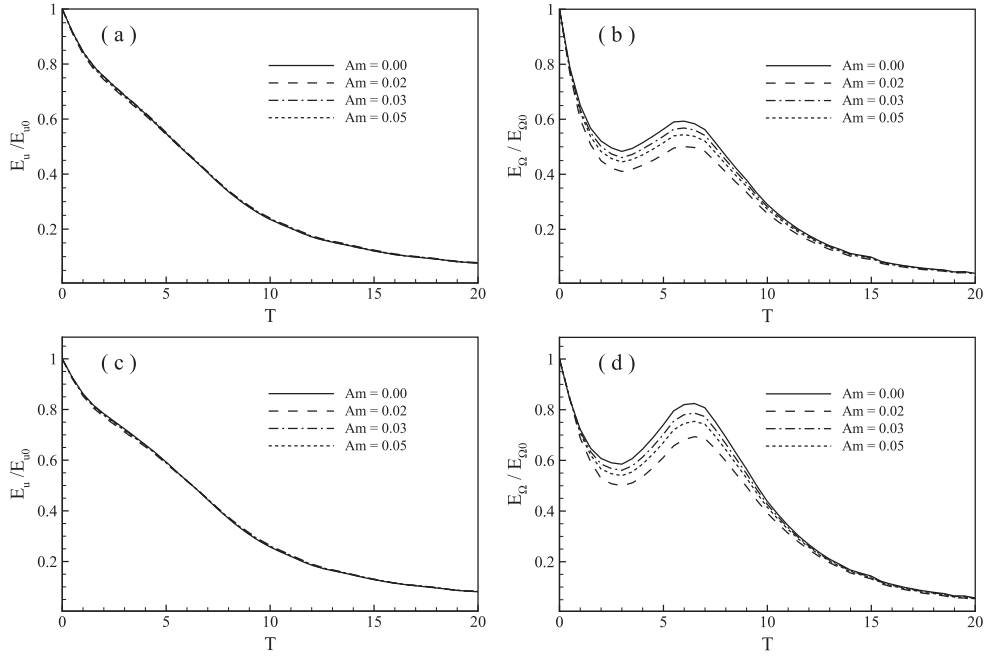 ( a )
Am = 0.00
Am = 0.02
Am = 0.03
Am = 0.05
1
0.8
0.6
0.4
0.2
E_u /E_u0
0 5 10 15 20
T
( b )
Am = 0.00
Am = 0.02
Am = 0.03
Am = 0.05
1
0.8
0.6
0.4
0.2
E_Ω / E_Ω0
0 5 10 15 20
T
( c )
Am = 0.00
Am = 0.02
Am = 0.03
Am = 0.05
1
0.8
0.6
0.4
0.2
E_u /E_u0
0 5 10 15 20
T
( d )
Am = 0.00
Am = 0.02
Am = 0.03
Am = 0.05
1
0.8
0.6
0.4
0.2
E_Ω / E_Ω0
0 5 10 15 20
T